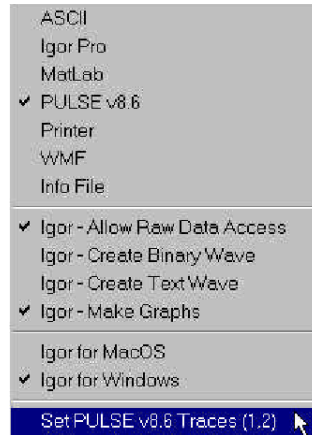 ASCII
Igor Pro
MatLab
PULSE v8.6
Printer
WMF
Info File
Igor - Allow Raw Data Access
Igor - Create Binary Wave
Igor - Create Text Wave
Igor - Make Graphs
Igor for MacOS
Igor for Windows
Set PULSE v8.6 Traces (1,2)